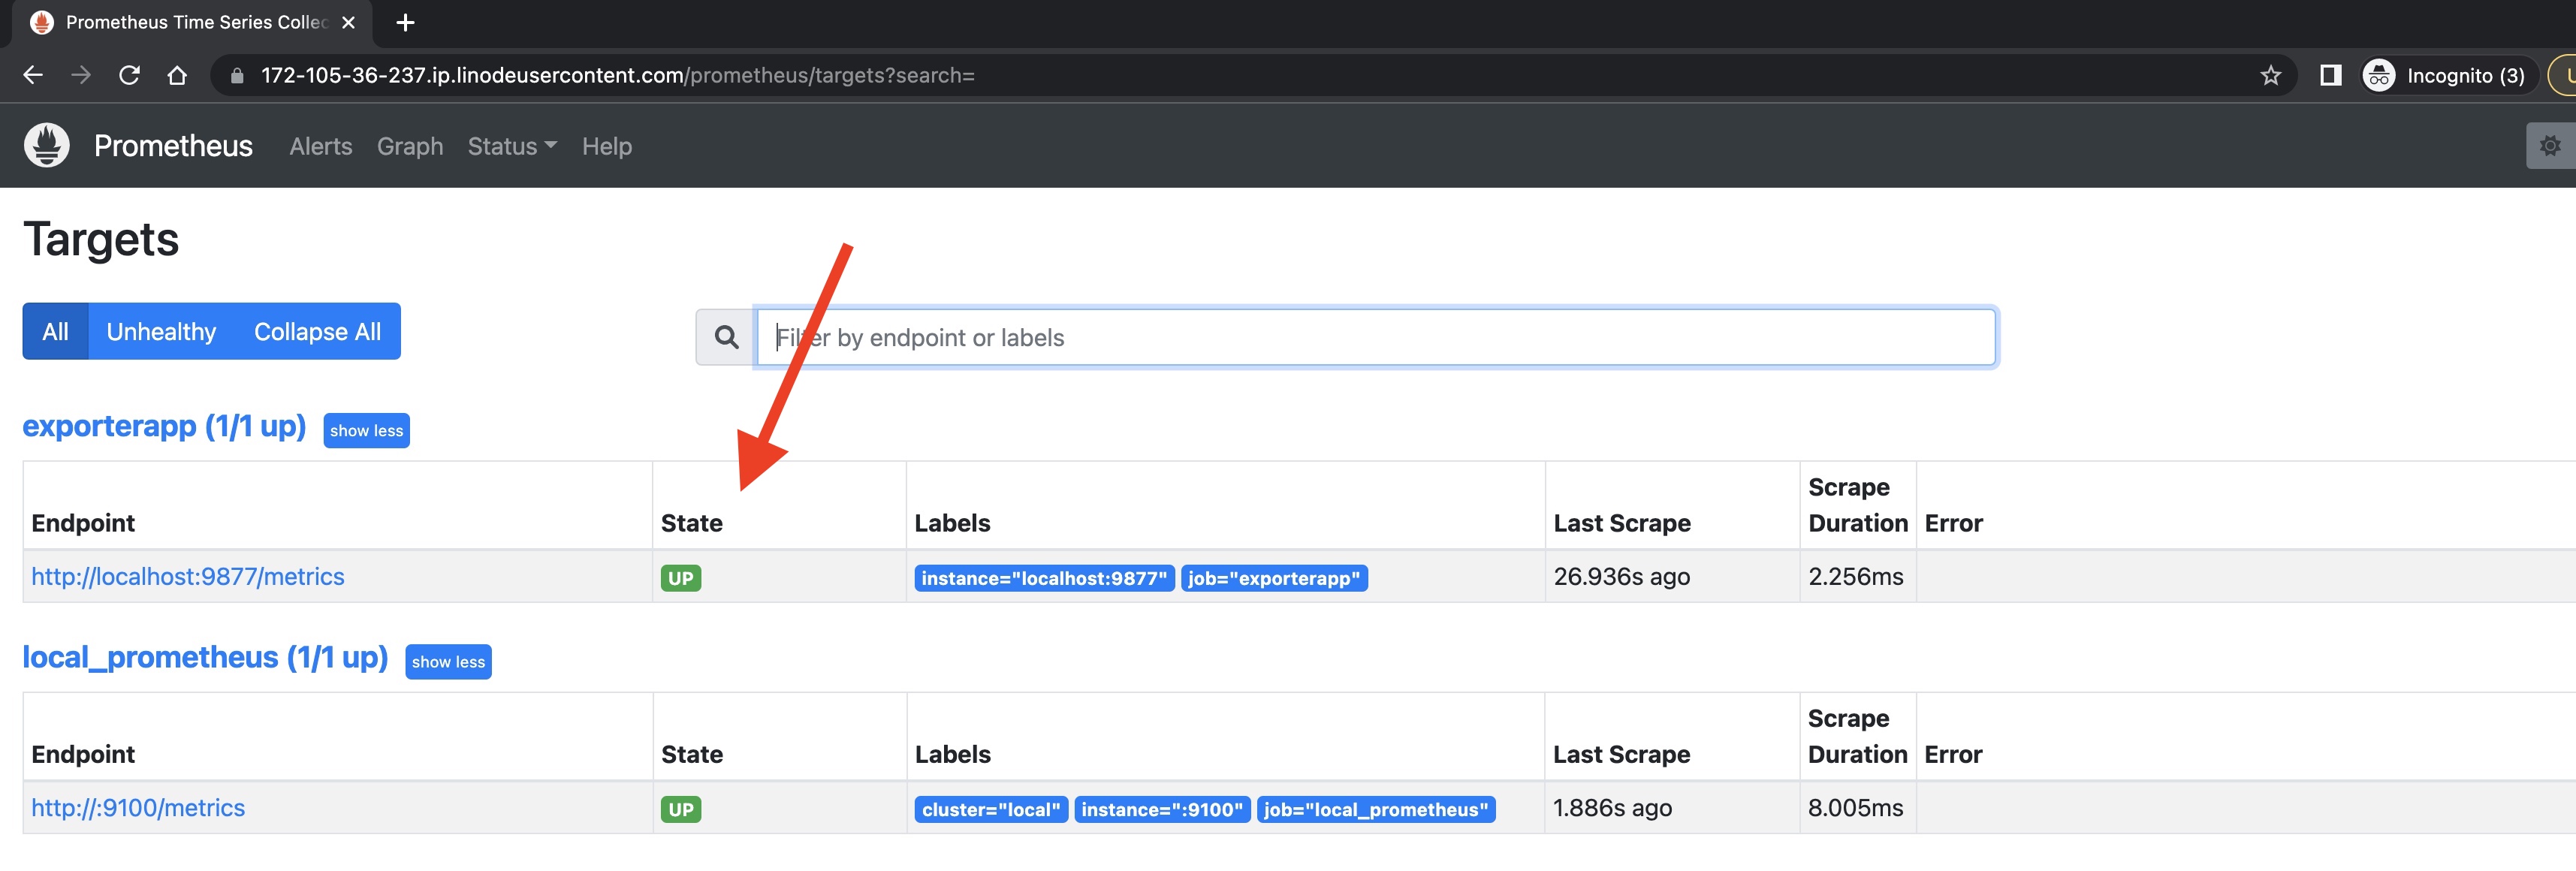 Prometheus Time Series Collec
172-105-36-237.ip.linodeusercontent.com/prometheus/targets?search=
Incognito (3)
Prometheus Alerts Graph Status Help
Targets
All Unhealthy Collapse All
Filter by endpoint or labels
exporterapp (1/1 up) show less
Endpoint State Labels Last Scrape Scrape Duration Error
http://localhost:9877/metrics UP instance="localhost:9877" job="exporterapp" 26.936s ago 2.256ms
local_prometheus (1/1 up) show less
Endpoint State Labels Last Scrape Scrape Duration Error
http://:9100/metrics UP cluster="local" instance=":9100" job="local_prometheus" 1.886s ago 8.005ms